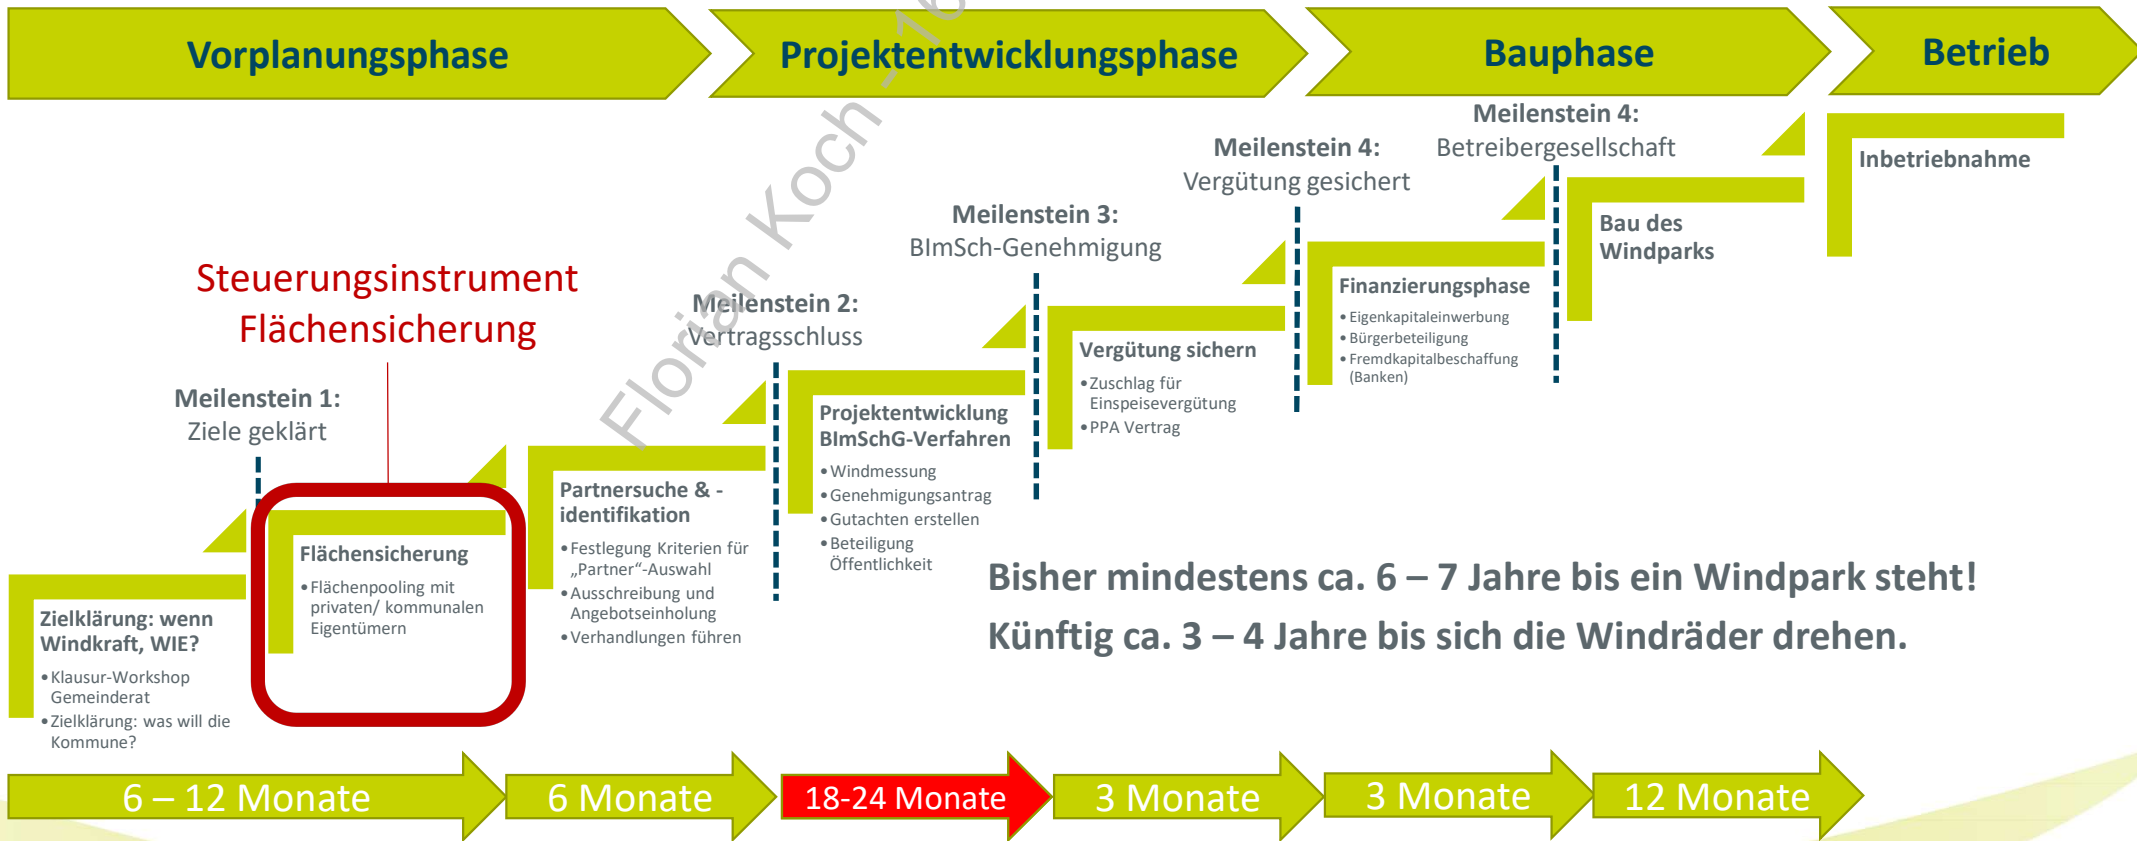 Vorplanungsphase
Projektentwicklungsphase
Bauphase
Betrieb
Meilenstein 1:
Ziele geklärt
Meilenstein 2:
Vertragsschluss
Meilenstein 3:
BImSch-Genehmigung
Meilenstein 4:
Vergütung gesichert
Meilenstein 4:
Betreibergesellschaft
Steuerungsinstrument
Flächensicherung
Zielklärung: wenn
Windkraft, WIE?
•Klausur-Workshop
Gemeinderat
•Zielklärung: was will die
Kommune?
Flächensicherung
•Flächenpooling mit
privaten/ kommunalen
Eigentümern
Partnersuche & -
identifikation
•Festlegung Kriterien für
„Partner“-Auswahl
•Ausschreibung und
Angebotseinholung
•Verhandlungen führen
Projektentwicklung
BImSchG-Verfahren
•Windmessung
•Genehmigungsantrag
•Gutachten erstellen
•Beteiligung
Öffentlichkeit
Vergütung sichern
•Zuschlag für
Einspeisevergütung
•PPA Vertrag
Finanzierungsphase
•Eigenkapitaleinwerbung
•Bürgerbeteiligung
•Fremdkapitalbeschaffung
(Banken)
Bau des
Windparks
Inbetriebnahme
Bisher mindestens ca. 6 – 7 Jahre bis ein Windpark steht!
Künftig ca. 3 – 4 Jahre bis sich die Windräder drehen.
6 – 12 Monate
6 Monate
18-24 Monate
3 Monate
3 Monate
12 Monate
Florian Koch - 16